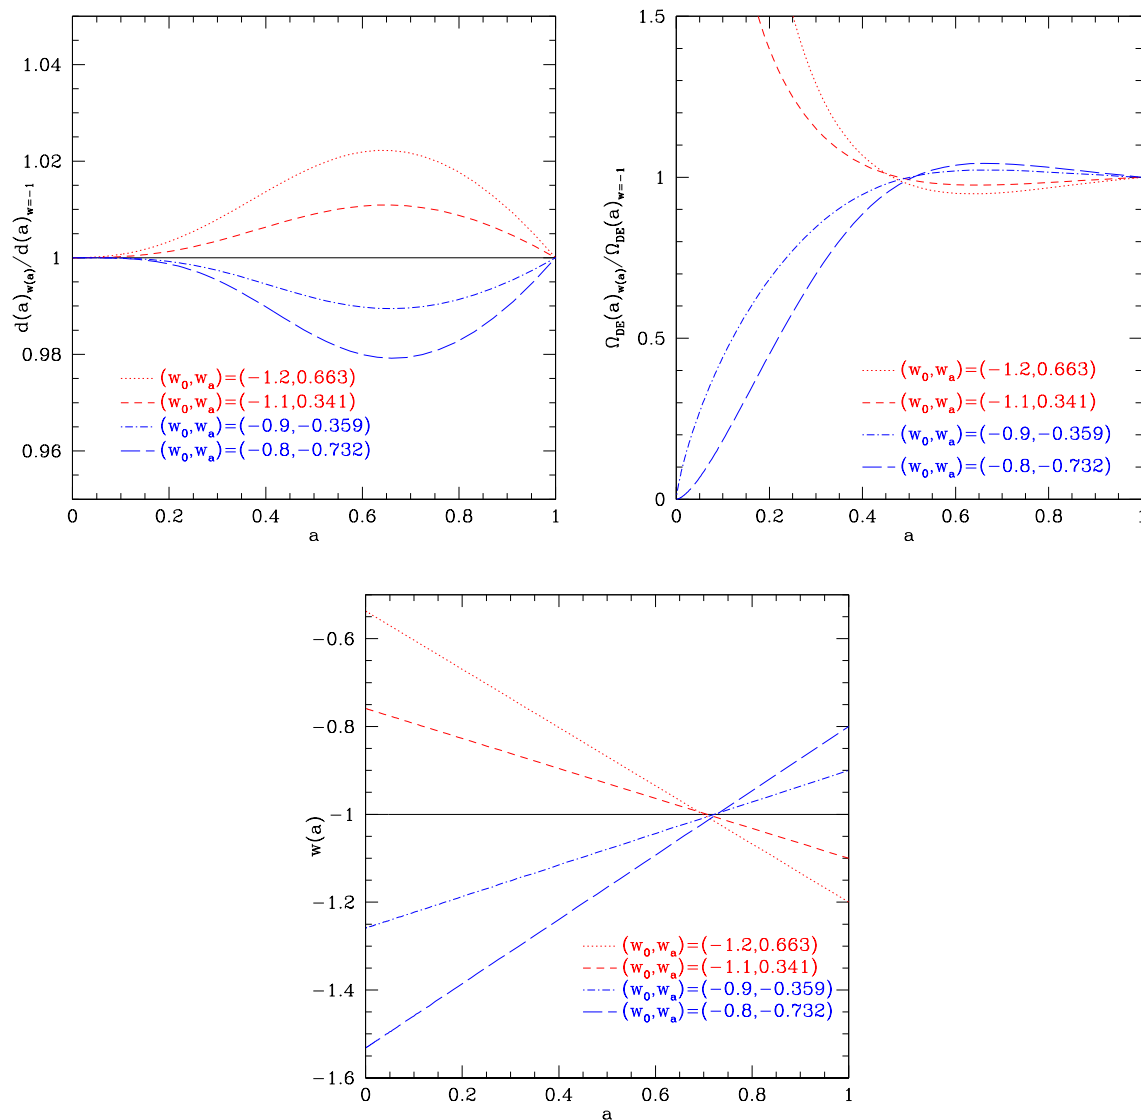 1.04
1.02
1
0.98
0.96
d(a)w(a)/d(a)w=−1
(w0,wa)=(−1.2,0.663)
(w0,wa)=(−1.1,0.341)
(w0,wa)=(−0.9,−0.359)
(w0,wa)=(−0.8,−0.732)
0 0.2 0.4 0.6 0.8 1
a
1.5
1
0.5
0
ΩDE(a)w(a)/ΩDE(a)w=−1
(w0,wa)=(−1.2,0.663)
(w0,wa)=(−1.1,0.341)
(w0,wa)=(−0.9,−0.359)
(w0,wa)=(−0.8,−0.732)
0 0.2 0.4 0.6 0.8 1
a
−0.6
−0.8
−1
−1.2
−1.4
−1.6
w(a)
(w0,wa)=(−1.2,0.663)
(w0,wa)=(−1.1,0.341)
(w0,wa)=(−0.9,−0.359)
(w0,wa)=(−0.8,−0.732)
0 0.2 0.4 0.6 0.8 1
a